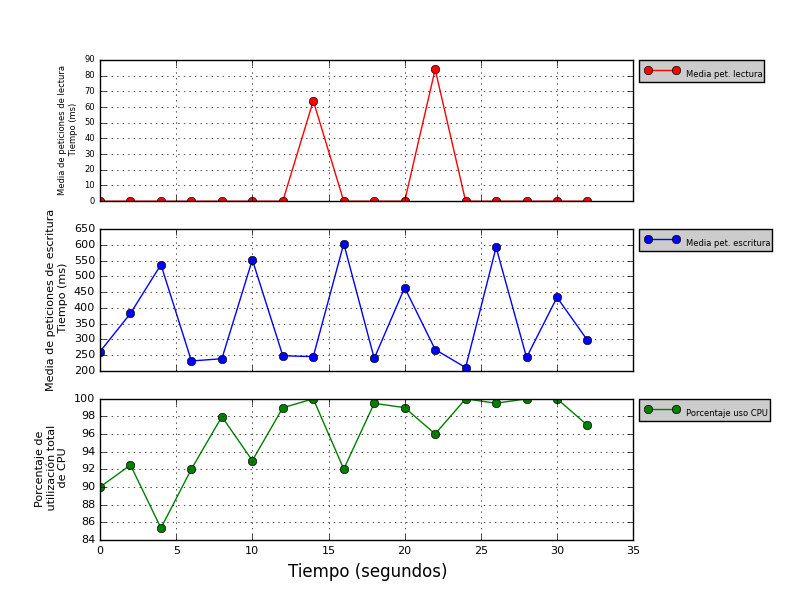 Media de peticiones de lectura
Tiempo (ms)
90
80
70
60
50
40
30
20
10
0
Media pet. lectura
Media de peticiones de escritura
Tiempo (ms)
650
600
550
500
450
400
350
300
250
200
Media pet. escritura
Porcentaje de
utilización total
de CPU
100
98
96
94
92
90
88
86
84
Porcentaje uso CPU
0 5 10 15 20 25 30 35
Tiempo (segundos)